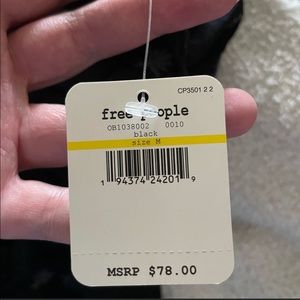 CP3501 2.2
free people
OB1038002 0010
black
size M
1 94374 24201 9
MSRP $78.00